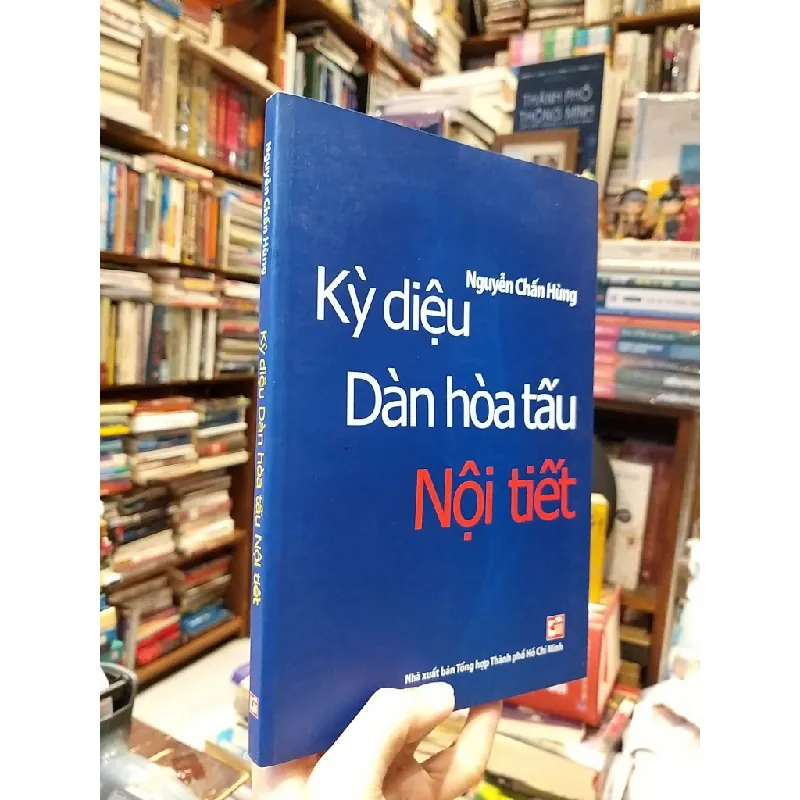 Nguyễn Chấn Hùng
Kỳ diệu Dàn hòa tấu Nội tiết
Nguyễn Chấn Hùng
Kỳ diệu
Dàn hòa tấu
Nội tiết
Nhà xuất bản Tổng hợp Thành phố Hồ Chí Minh
THÀNH PHỐ
THÔNG MINH